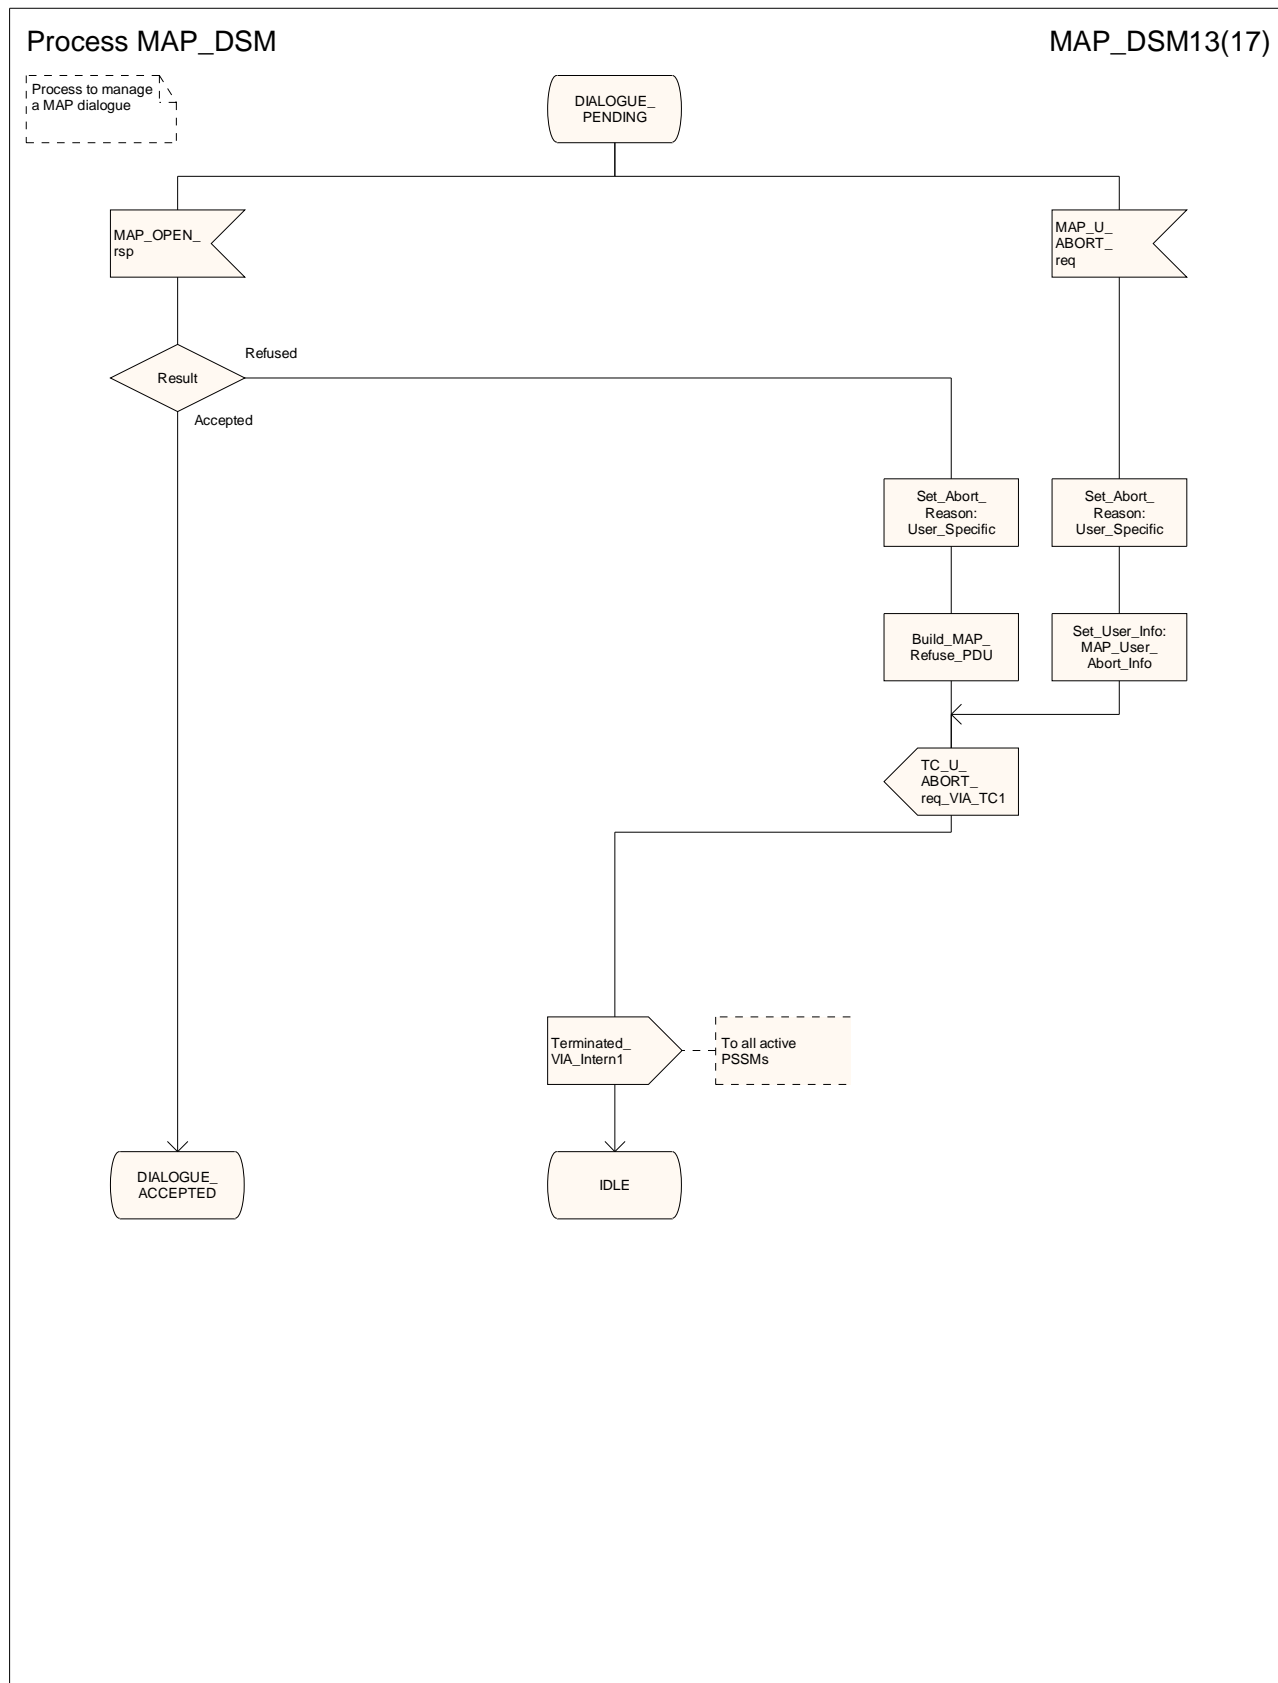 Process MAP_DSM
MAP_DSM13(17)
Process to manage
a MAP dialogue
DIALOGUE_
PENDING
MAP_OPEN_
rsp
MAP_U_
ABORT_
req
Result
Refused
Accepted
Set_Abort_
Reason:
User_Specific
Set_Abort_
Reason:
User_Specific
Build_MAP_
Refuse_PDU
Set_User_Info:
MAP_User_
Abort_Info
TC_U_
ABORT_
req_VIA_TC1
Terminated_
VIA_Intern1
To all active
PSSMs
DIALOGUE_
ACCEPTED
IDLE